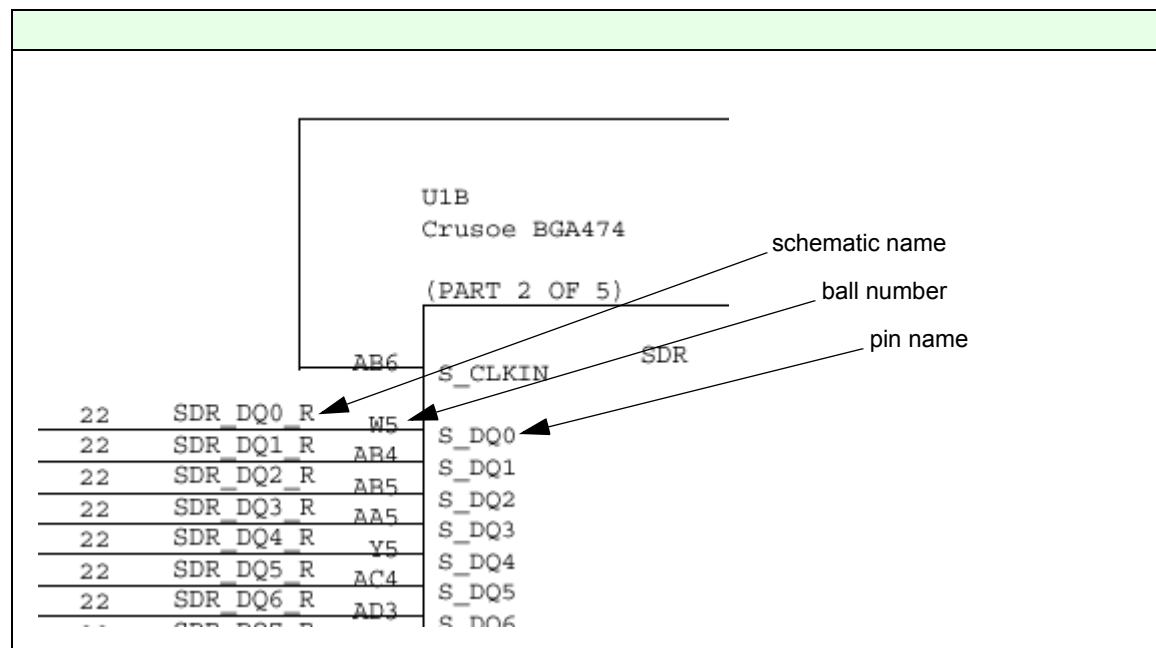 U1B
Crusoe BGA474
schematic name
(PART 2 OF 5)
ball number
pin name
AB6
SDR
S_CLKIN
22 SDR_DQ0_R W5 S_DQ0
22 SDR_DQ1_R AB4 S_DQ1
22 SDR_DQ2_R AB5 S_DQ2
22 SDR_DQ3_R AA5 S_DQ3
22 SDR_DQ4_R Y5 S_DQ4
22 SDR_DQ5_R AC4 S_DQ5
22 SDR_DQ6_R AD3 S_DQ6